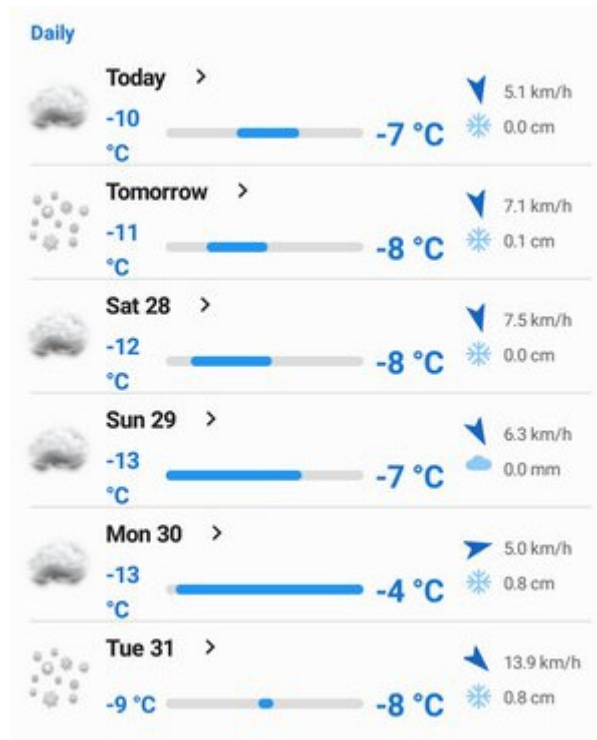 Daily
Today >
-10 °C
-7 °C
5.1 km/h
0.0 cm
Tomorrow >
-11 °C
-8 °C
7.1 km/h
0.1 cm
Sat 28 >
-12 °C
-8 °C
7.5 km/h
0.0 cm
Sun 29 >
-13 °C
-7 °C
6.3 km/h
0.0 mm
Mon 30 >
-13 °C
-4 °C
5.0 km/h
0.8 cm
Tue 31 >
-9 °C
-8 °C
13.9 km/h
0.8 cm